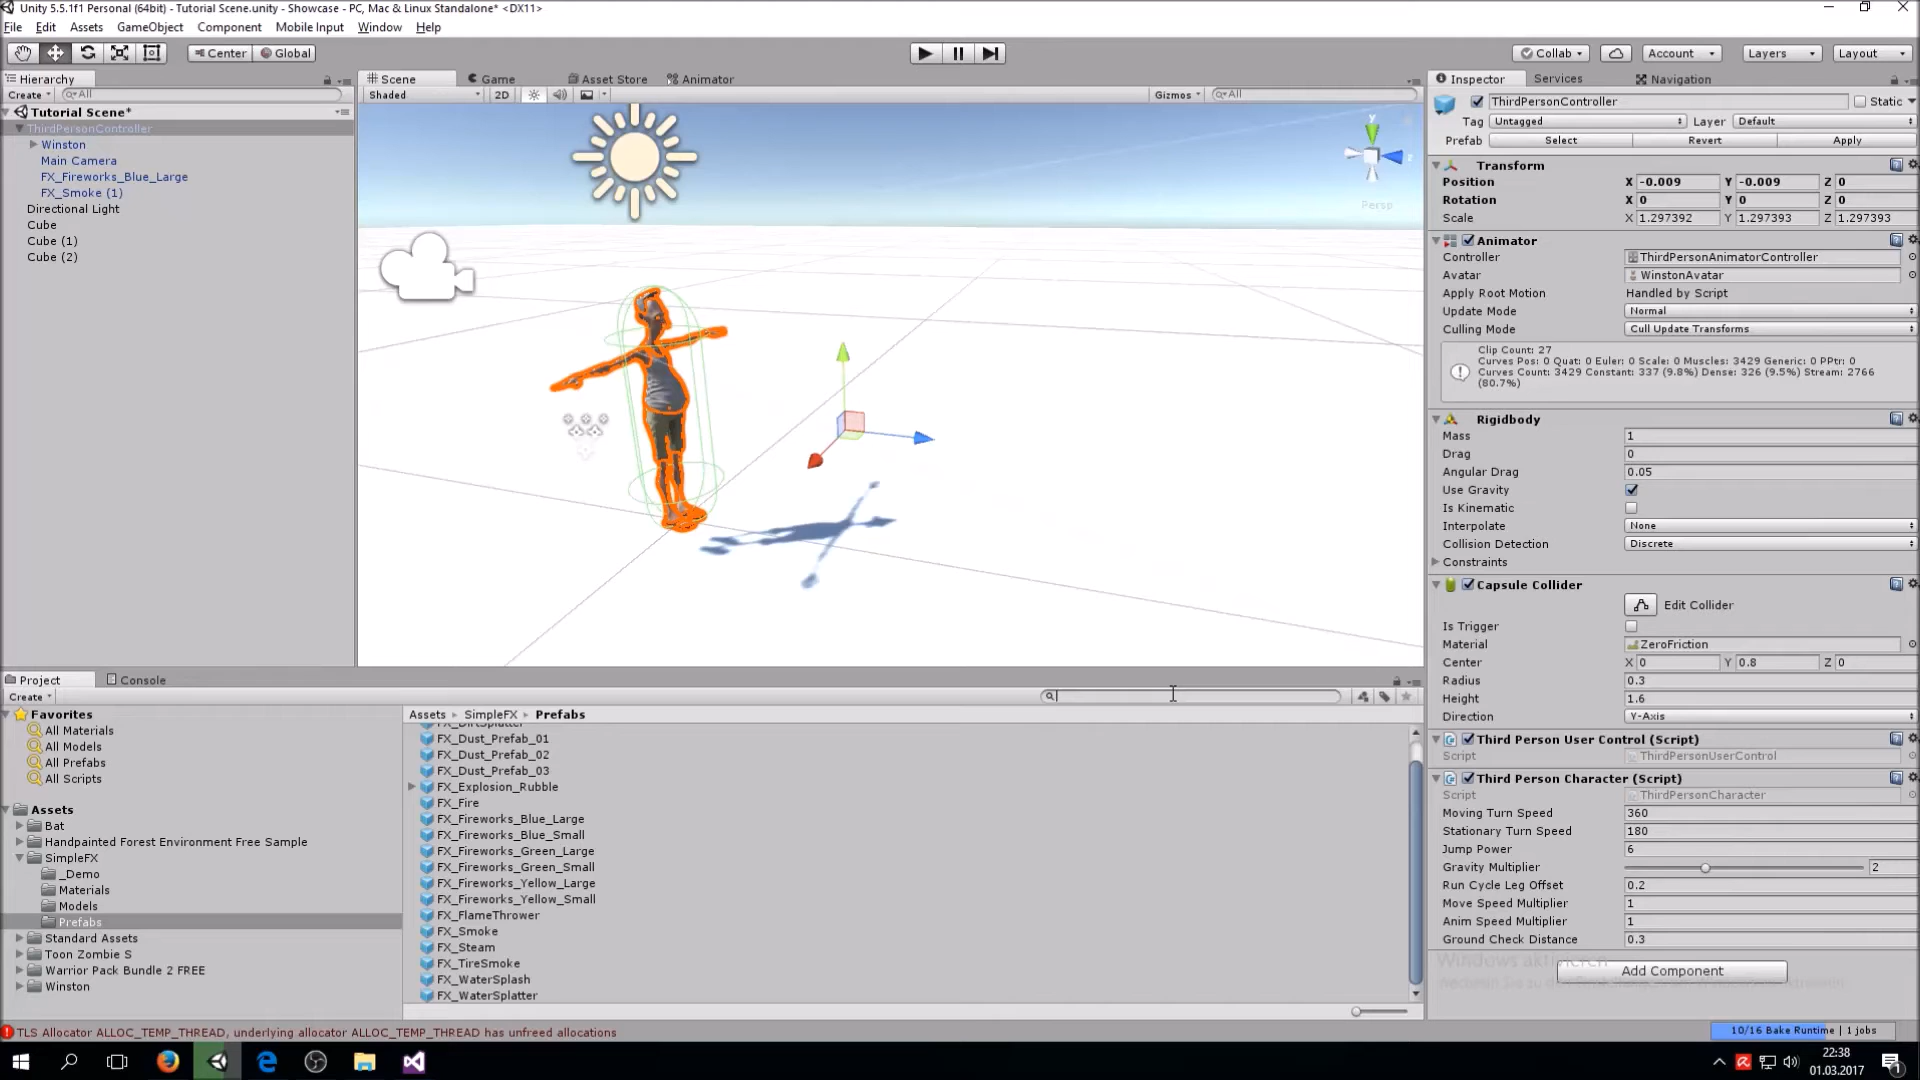 Unity 5.5.1f1 Personal (64bit) - Tutorial Scene.unity - Showcase - PC, Mac & Linux Standalone* <DX11>
File Edit Assets GameObject Component Mobile Input Window Help
Center Global Collab Account Layers Layout
Hierarchy
Create All
Tutorial Scene*
ThirdPersonController
Winston
Main Camera
FX_Fireworks_Blue_Large
FX_Smoke (1)
Directional Light
Cube
Cube (1)
Cube (2)
Scene Game Asset Store Animator
Shaded 2D Gizmos All
y
z
Persp
Inspector Services Navigation
ThirdPersonController Static
Tag Untagged Layer Default
Prefab Select Revert Apply
Transform
Position X -0.009 Y -0.009 Z 0
Rotation X 0 Y 0 Z 0
Scale X 1.297392 Y 1.297393 Z 1.297393
Animator
Controller ThirdPersonAnimatorController
Avatar WinstonAvatar
Apply Root Motion Handled by Script
Update Mode Normal
Culling Mode Cull Update Transforms
Clip Count: 27
Curves Pos: 0 Quat: 0 Euler: 0 Scale: 0 Muscles: 3429 Generic: 0 PPtr: 0
Curves Count: 3429 Constant: 337 (9.8%) Dense: 326 (9.5%) Stream: 2766
(80.7%)
Rigidbody
Mass 1
Drag 0
Angular Drag 0.05
Use Gravity
Is Kinematic
Interpolate None
Collision Detection Discrete
Constraints
Capsule Collider
Edit Collider
Is Trigger
Material ZeroFriction
Center X 0 Y 0.8 Z 0
Radius 0.3
Height 1.6
Direction Y-Axis
Third Person User Control (Script)
Script ThirdPersonUserControl
Third Person Character (Script)
Script ThirdPersonCharacter
Moving Turn Speed 360
Stationary Turn Speed 180
Jump Power 6
Gravity Multiplier 2
Run Cycle Leg Offset 0.2
Move Speed Multiplier 1
Anim Speed Multiplier 1
Ground Check Distance 0.3
Windows aktivieren
Add Component
Project Console
Create
Favorites
All Materials
All Models
All Prefabs
All Scripts
Assets
Bat
Handpainted Forest Environment Free Sample
SimpleFX
_Demo
Materials
Models
Prefabs
Standard Assets
Toon Zombie S
Warrior Pack Bundle 2 FREE
Winston
Assets SimpleFX Prefabs
FX_DirtSplatter
FX_Dust_Prefab_01
FX_Dust_Prefab_02
FX_Dust_Prefab_03
FX_Explosion_Rubble
FX_Fire
FX_Fireworks_Blue_Large
FX_Fireworks_Blue_Small
FX_Fireworks_Green_Large
FX_Fireworks_Green_Small
FX_Fireworks_Yellow_Large
FX_Fireworks_Yellow_Small
FX_FlameThrower
FX_Smoke
FX_Steam
FX_TireSmoke
FX_WaterSplash
FX_WaterSplatter
TLS Allocator ALLOC_TEMP_THREAD, underlying allocator ALLOC_TEMP_THREAD has unfreed allocations
10/16 Bake Runtime | 1 jobs
22:38
01.03.2017
1